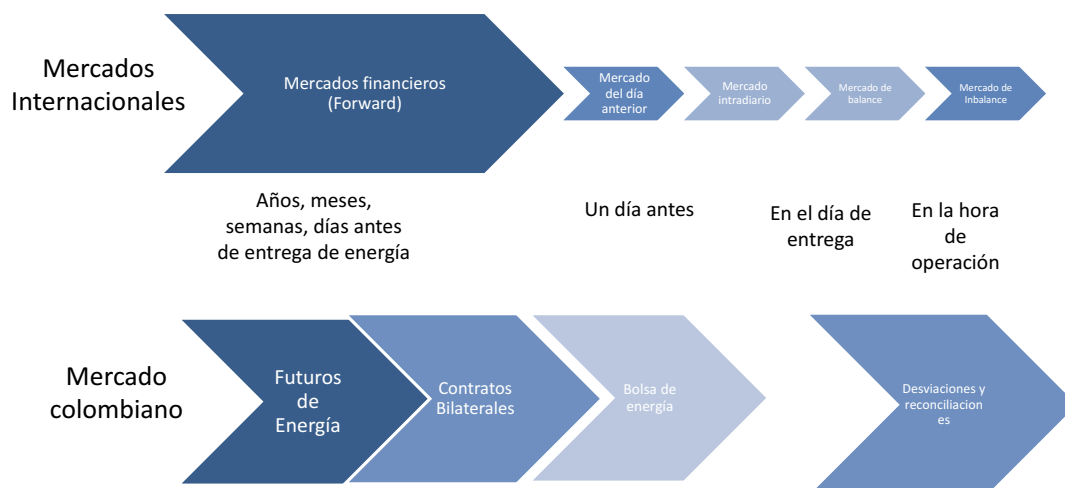 Mercados
Internacionales
Mercados financieros
(Forward)
Mercado
del día
anterior
Mercado
intradiario
Mercado de
balance
Mercado de
Inbalance
Años, meses,
semanas, días antes
de entrega de energía
Un día antes
En el día de
entrega
En la hora
de
operación
Mercado
colombiano
Futuros
de
Energía
Contratos
Bilaterales
Bolsa de
energía
Desviaciones y
reconciliacion
es